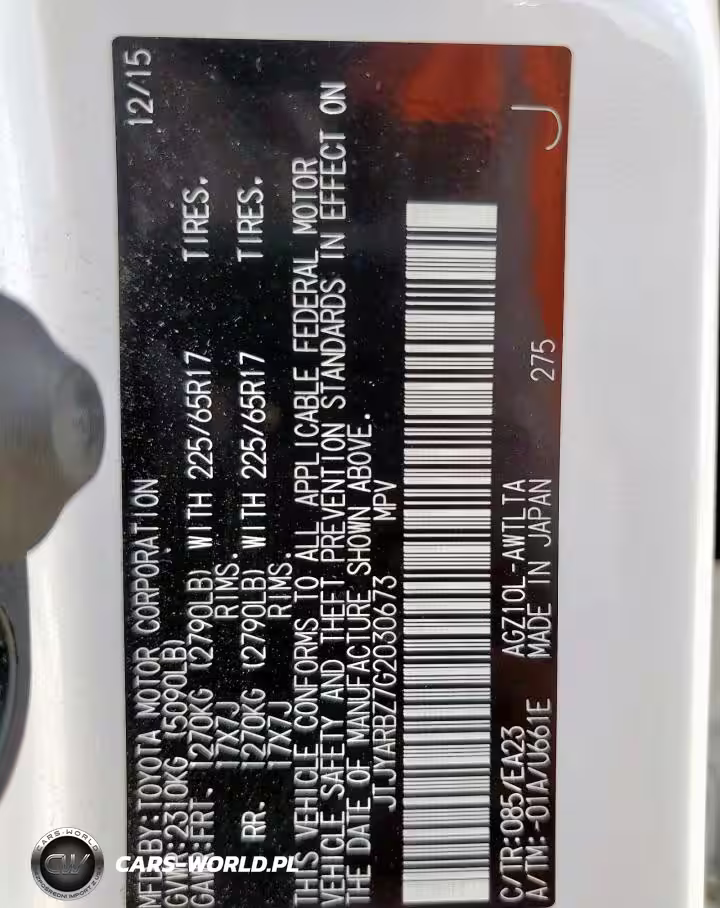 MFD BY: TOYOTA MOTOR CORPORATION 12/15
GVWR: 2310KG (5090LB)
GAWR: FRT. 1270KG (2790LB) WITH 225/65R17 TIRES.
17X7J RIMS.
RR. 1270KG (2790LB) WITH 225/65R17 TIRES.
17X7J RIMS.
THIS VEHICLE CONFORMS TO ALL APPLICABLE FEDERAL MOTOR
VEHICLE SAFETY AND THEFT PREVENTION STANDARDS IN EFFECT ON
THE DATE OF MANUFACTURE SHOWN ABOVE.
JTJYARBZ7G2030673 MPV
C/TR:085/EA23 AGZ10L-AWTLTA J
A/TM:-01A/U661E MADE IN JAPAN 275
CARS-WORLD
CW
CARS-WORLD.PL